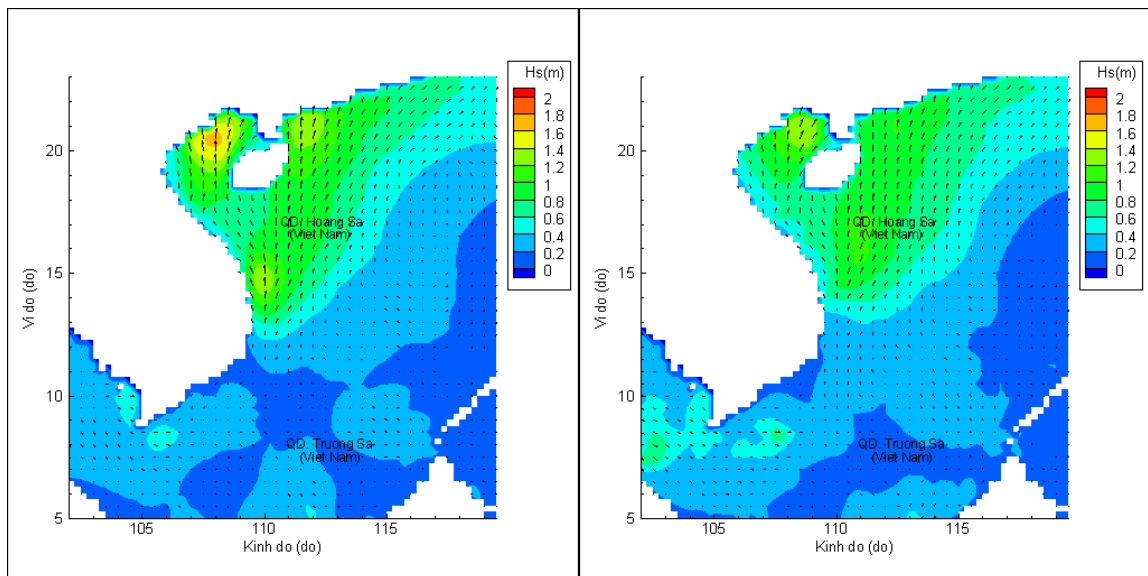 Hs(m)
2
1.8
1.6
1.4
1.2
1
0.8
0.6
0.4
0.2
0
20
15
10
5
105
110
115
Vi do (do)
Kinh do (do)
QD. Hoang Sa
(Viet Nam)
QD. Truong Sa
(Viet Nam)
Hs(m)
2
1.8
1.6
1.4
1.2
1
0.8
0.6
0.4
0.2
0
20
15
10
5
105
110
115
Vi do (do)
Kinh do (do)
QD. Hoang Sa
(Viet Nam)
QD. Truong Sa
(Viet Nam)